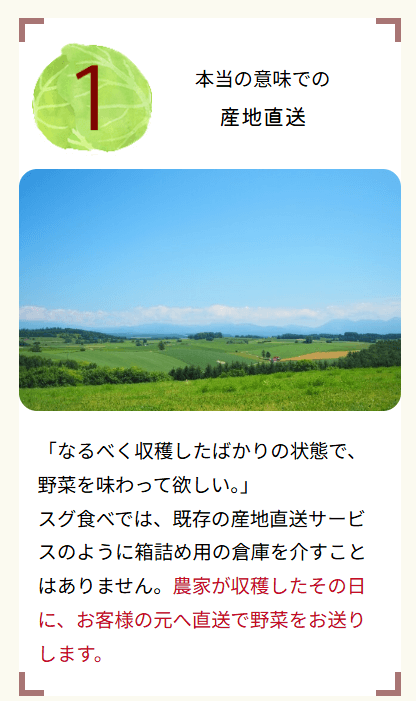 1
本当の意味での
産地直送
「なるべく収穫したばかりの状態で、
野菜を味わって欲しい。」
スグ食べでは、既存の産地直送サービ
スのように箱詰め用の倉庫を介すこと
はありません。農家が収穫したその日
に、お客様の元へ直送で野菜をお送り
します。